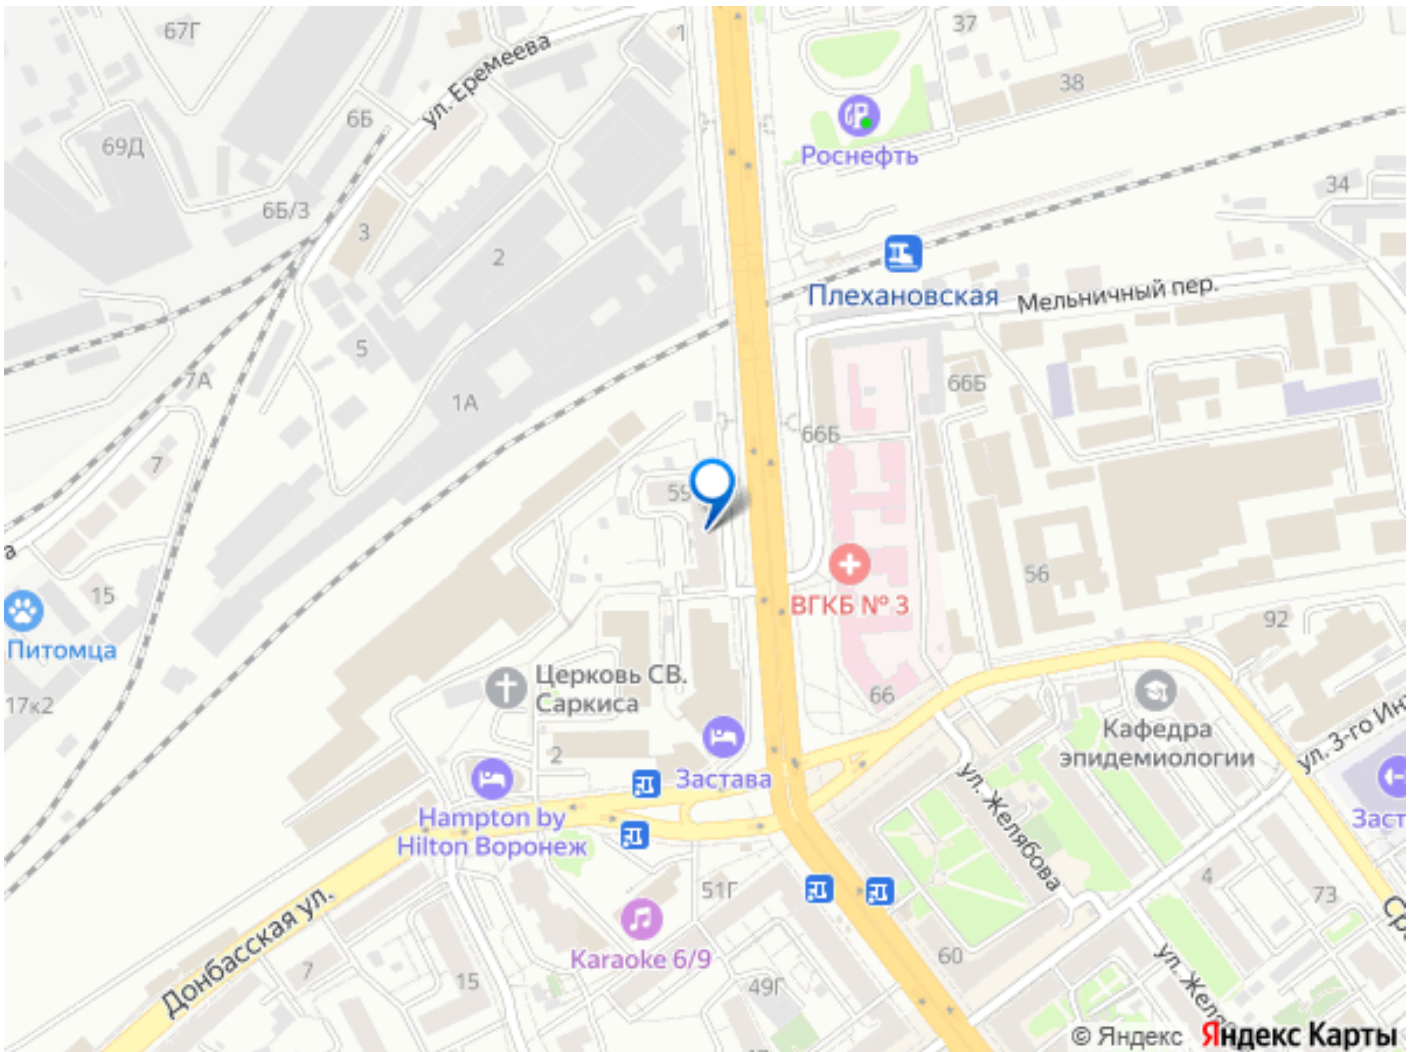 67Г
ул. Еремеева
1
37
38
6Б
69Д
Роснефть
34
6Б/3
3
2
Плехановская
Мельничный пер.
5
7А
1А
66Б
66Б
7
59
а
56
15
ВГКБ № 3
92
Питомца
17к2
Церковь СВ.
Саркиса
66
Кафедра
эпидемиологии
ул. 3-го Инт
2
Застава
Заст
Hampton by
Hilton Воронеж
ул. Желябова
51Г
4
73
Ср
Донбасская ул.
Karaoke 6/9
7
15
49Г
60
ул. Желя
© Яндекс Яндекс Карты